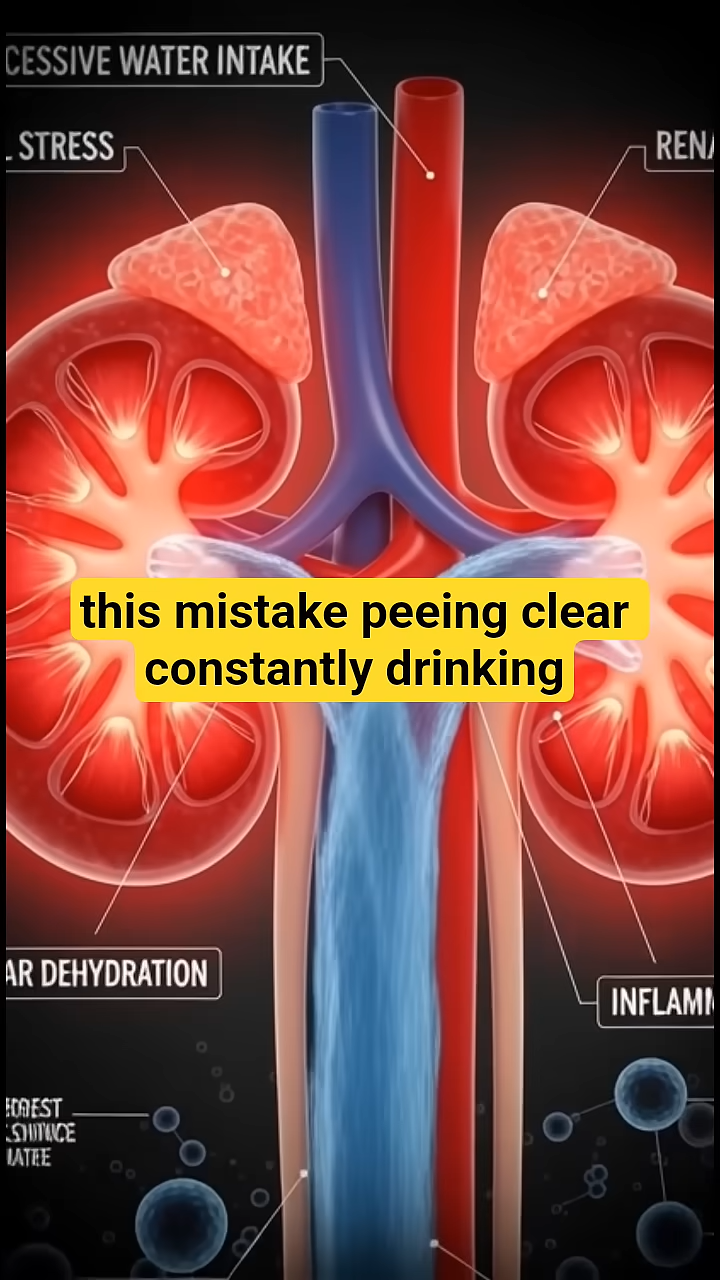 CESSIVE WATER INTAKE
L STRESS
RENA
this mistake peeing clear
constantly drinking
AR DEHYDRATION
INFLAMM